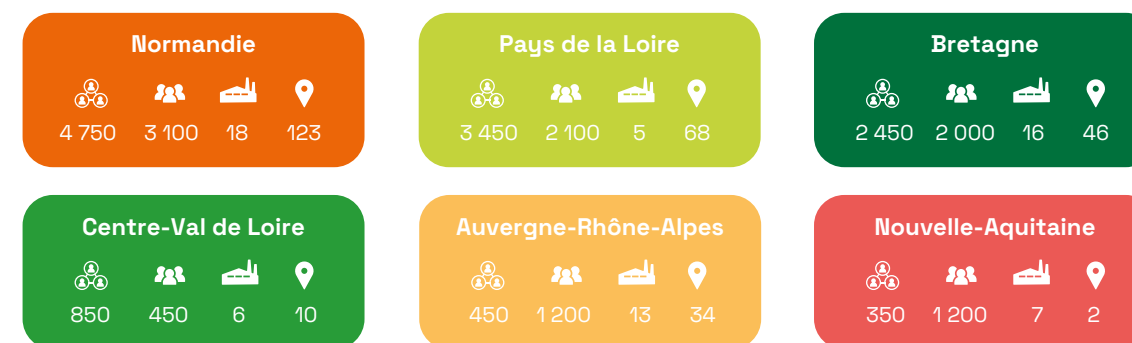 Normandie
4 750 3 100 18 123
Pays de la Loire
3 450 2 100 5 68
Bretagne
2 450 2 000 16 46
Centre-Val de Loire
850 450 6 10
Auvergne-Rhône-Alpes
450 1 200 13 34
Nouvelle-Aquitaine
350 1 200 7 2